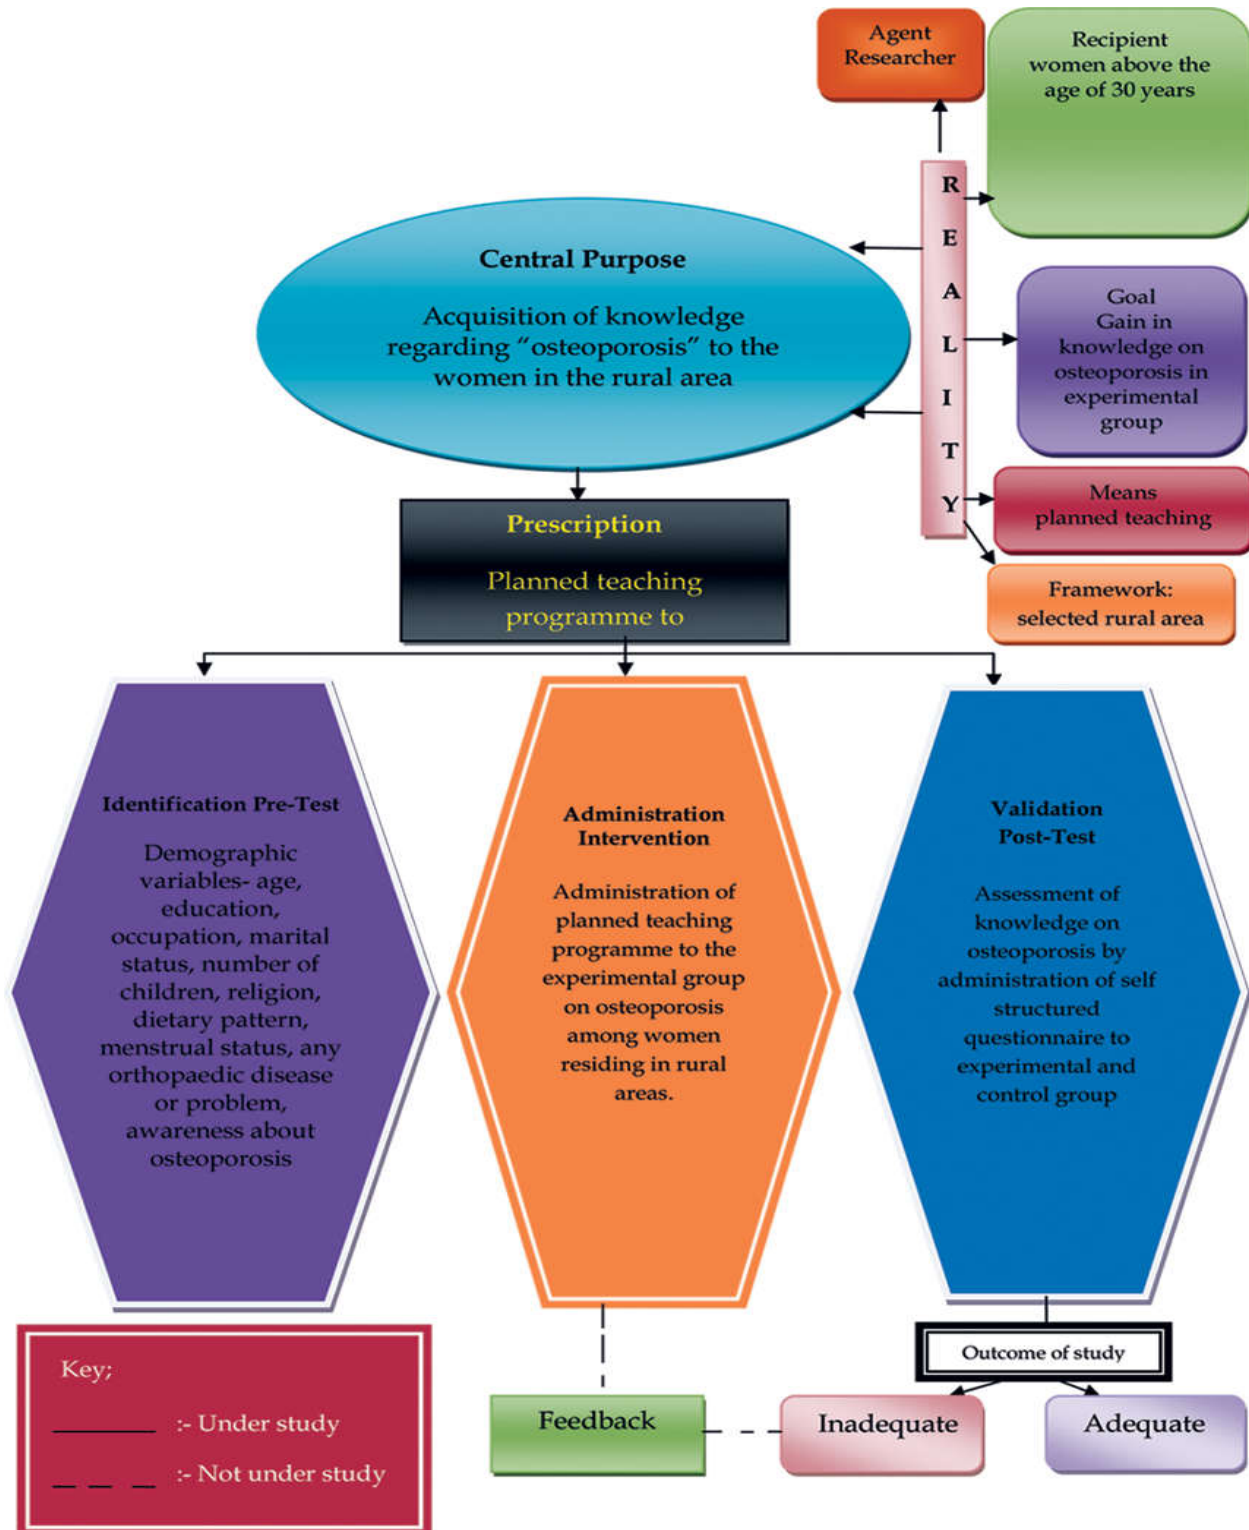 Agent
Researcher
Recipient
women above the
age of 30 years
R
E
A
L
I
T
Y
Central Purpose
Acquisition of knowledge
regarding “osteoporosis” to the
women in the rural area
Goal
Gain in
knowledge on
osteoporosis in
experimental
group
Means
planned teaching
Framework:
selected rural area
Prescription
Planned teaching
programme to
Identification Pre-Test
Demographic
variables- age,
education,
occupation, marital
status, number of
children, religion,
dietary pattern,
menstrual status, any
orthopaedic disease
or problem,
awareness about
osteoporosis
Administration
Intervention
Administration of
planned teaching
programme to the
experimental group
on osteoporosis
among women
residing in rural
areas.
Validation
Post-Test
Assessment of
knowledge on
osteoporosis by
administration of self
structured
questionnaire to
experimental and
control group
Key;
:- Under study
:- Not under study
Outcome of study
Feedback
Inadequate
Adequate